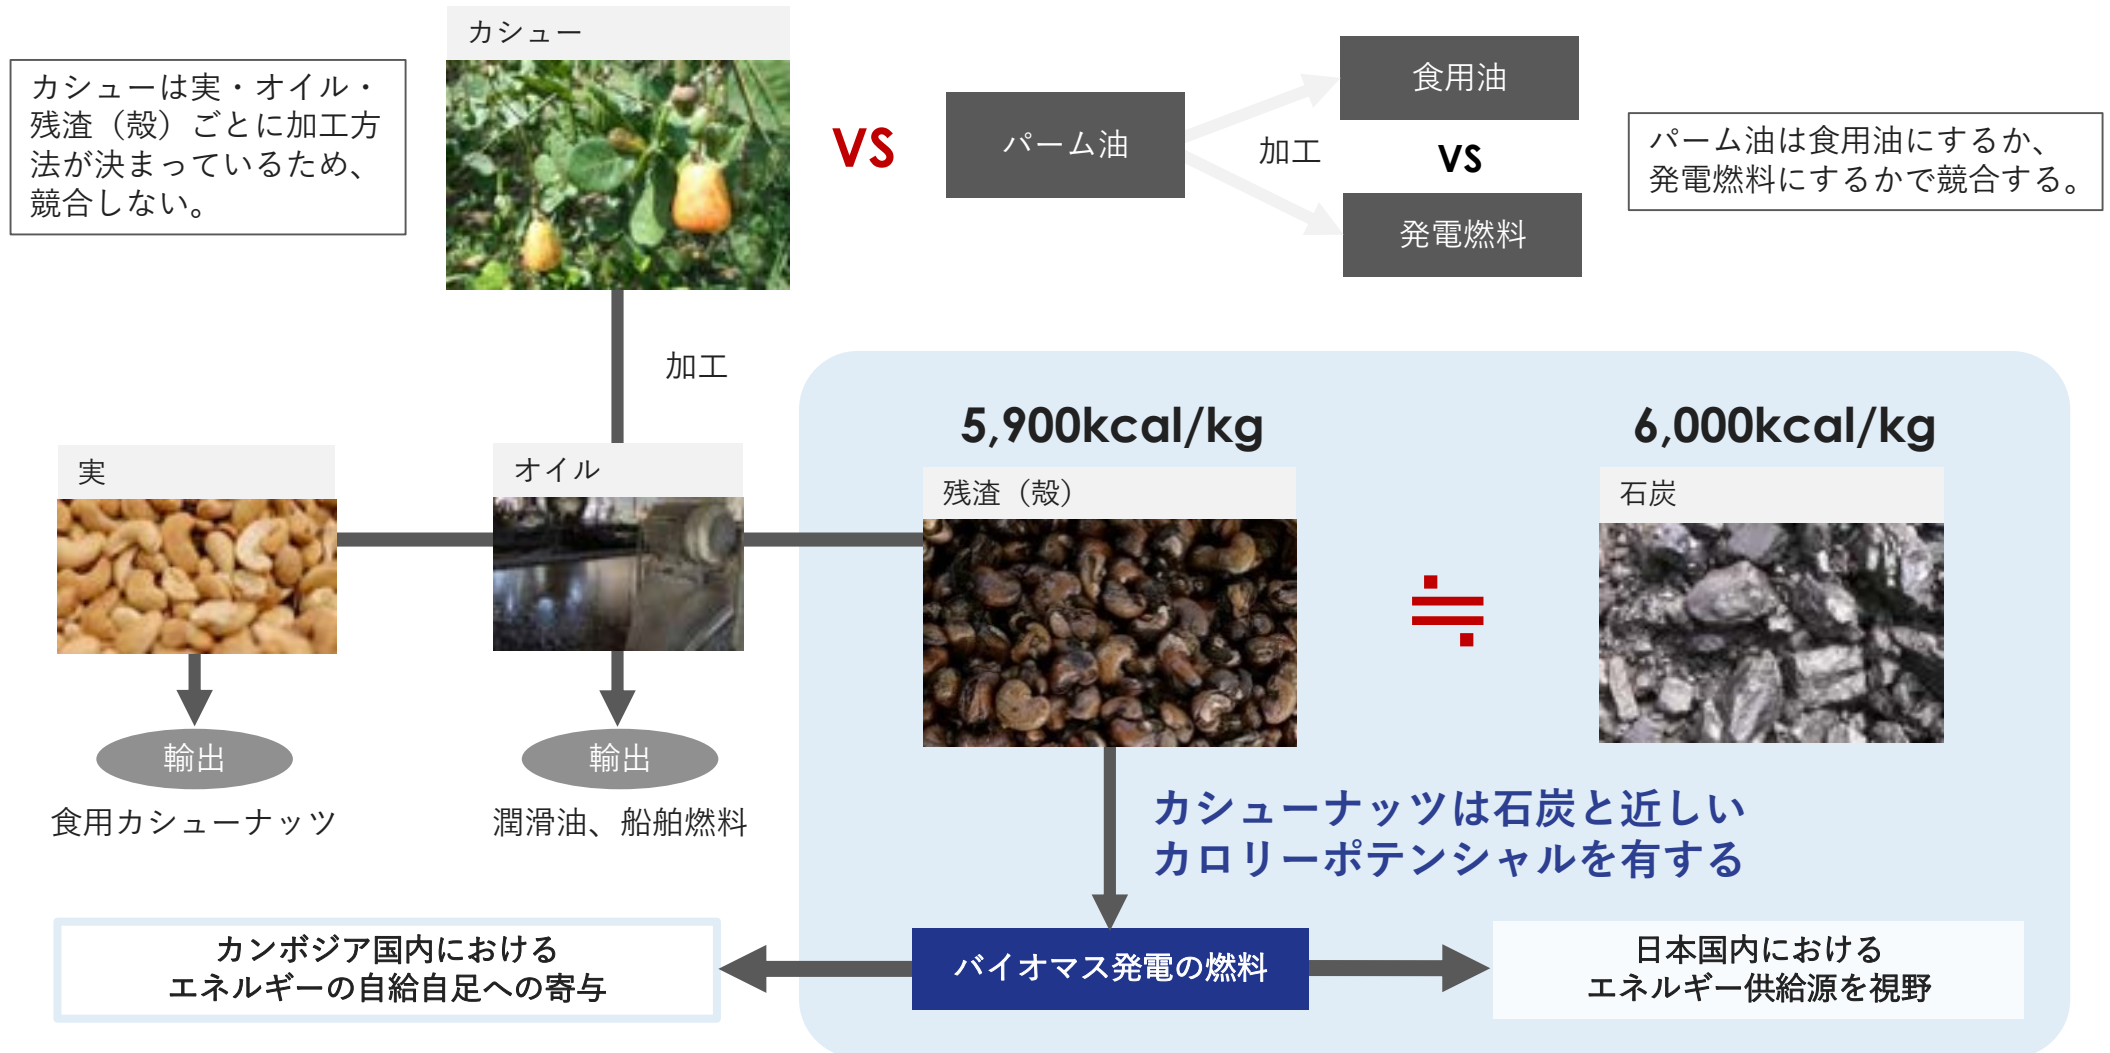 カシュー
カシューは実・オイル・
残渣（殻）ごとに加工方
法が決まっているため、
競合しない。
VS
パーム油
加工
食用油
VS
発電燃料
パーム油は食用油にするか、
発電燃料にするかで競合する。
加工
実
オイル
5,900kcal/kg
残渣（殻）
≒
6,000kcal/kg
石炭
輸出
食用カシューナッツ
輸出
潤滑油、船舶燃料
カシューナッツは石炭と近しい
カロリーポテンシャルを有する
カンボジア国内における
エネルギーの自給自足への寄与
バイオマス発電の燃料
日本国内における
エネルギー供給源を視野